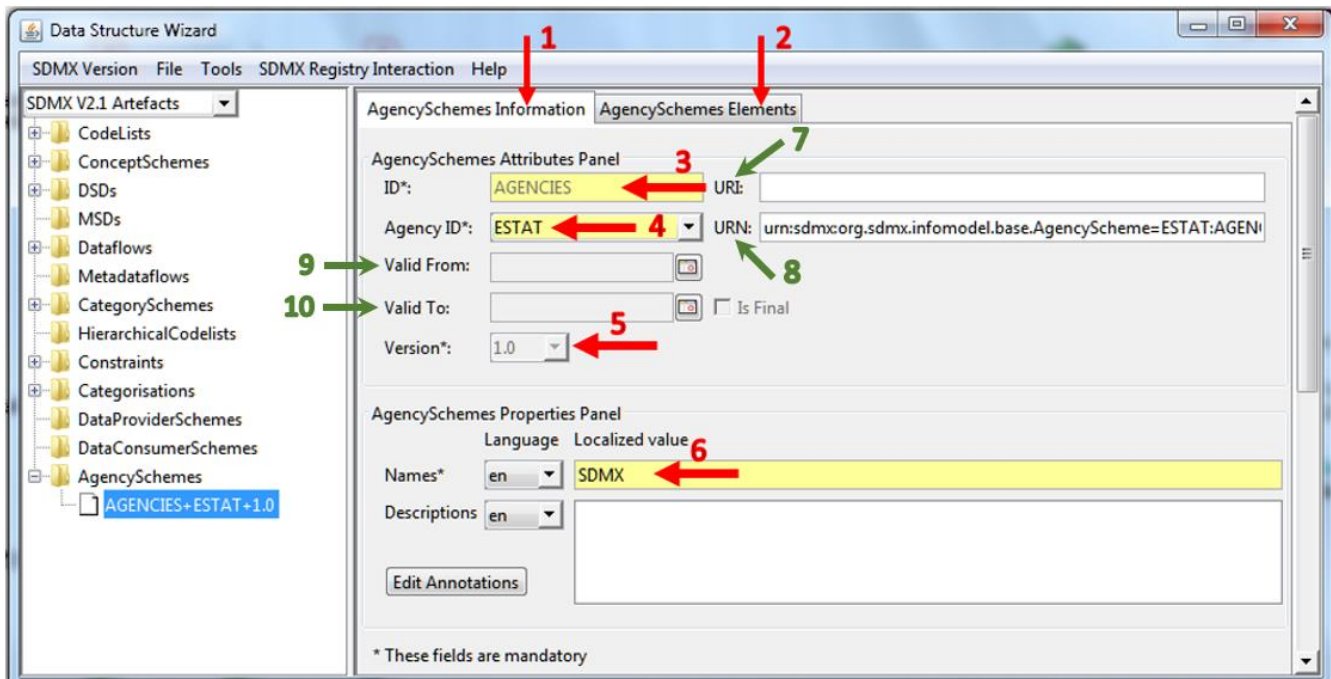 Data Structure Wizard
1
2
SDMX Version File Tools SDMX Registry Interaction Help
SDMX V2.1 Artefacts
CodeLists
ConceptSchemes
DSDs
MSDs
Dataflows
Metadataflows
CategorySchemes
HierarchicalCodelists
Constraints
Categorisations
DataProviderSchemes
DataConsumerSchemes
AgencySchemes
AGENCIES+ESTAT+1.0
AgencySchemes Information AgencySchemes Elements
7
AgencySchemes Attributes Panel
3
ID*: AGENCIES URI:
Agency ID*: ESTAT 4 URN: urn:sdmx:org.sdmx.infomodel.base.AgencyScheme=ESTAT:AGEN
9 Valid From: 8
10 Valid To: Is Final
5
Version*: 1.0
AgencySchemes Properties Panel
Language Localized value
6
Names* en SDMX
Descriptions en
Edit Annotations
* These fields are mandatory